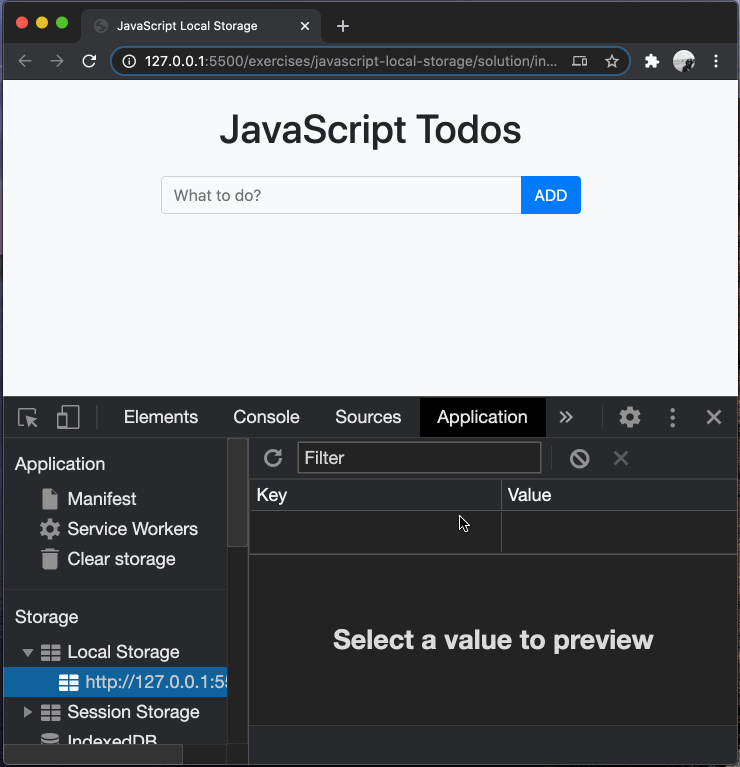 JavaScript Local Storage
127.0.0.1:5500/exercises/javascript-local-storage/solution/in...
JavaScript Todos
What to do?
ADD
Elements Console Sources Application
Application
Manifest
Service Workers
Clear storage
Storage
Local Storage
http://127.0.0.1:55
Session Storage
IndexedDB
Filter
Key Value
Select a value to preview